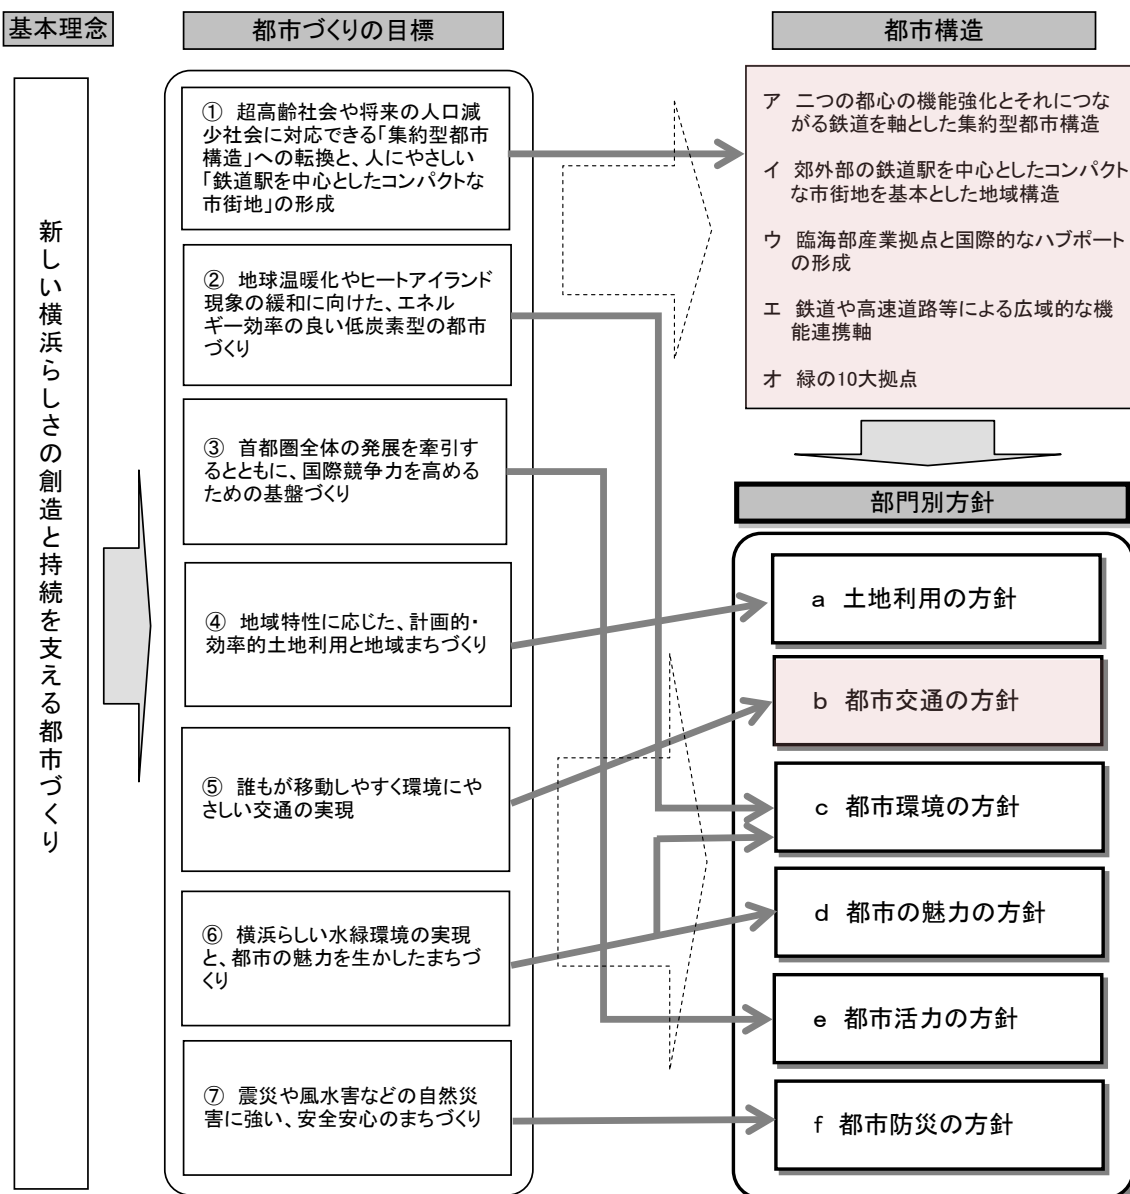 基本理念
都市づくりの目標
都市構造
新しい横浜らしさの創造と持続を支える都市づくり
① 超高齢社会や将来の人口減
少社会に対応できる「集約型都市
構造」への転換と、人にやさしい
「鉄道駅を中心としたコンパクトな
市街地」の形成
② 地球温暖化やヒートアイランド
現象の緩和に向けた、エネル
ギー効率の良い低炭素型の都市
づくり
③ 首都圏全体の発展を牽引す
るとともに、国際競争力を高める
ための基盤づくり
④ 地域特性に応じた、計画的・
効率的土地利用と地域まちづくり
⑤ 誰もが移動しやすく環境にや
さしい交通の実現
⑥ 横浜らしい水緑環境の実現
と、都市の魅力を生かしたまちづ
くり
⑦ 震災や風水害などの自然災
害に強い、安全安心のまちづくり
ア 二つの都心の機能強化とそれにつな
がる鉄道を軸とした集約型都市構造
イ 郊外部の鉄道駅を中心としたコンパクト
な市街地を基本とした地域構造
ウ 臨海部産業拠点と国際的なハブポート
の形成
エ 鉄道や高速道路等による広域的な機
能連携軸
オ 緑の10大拠点
部門別方針
a 土地利用の方針
b 都市交通の方針
c 都市環境の方針
d 都市の魅力の方針
e 都市活力の方針
f 都市防災の方針